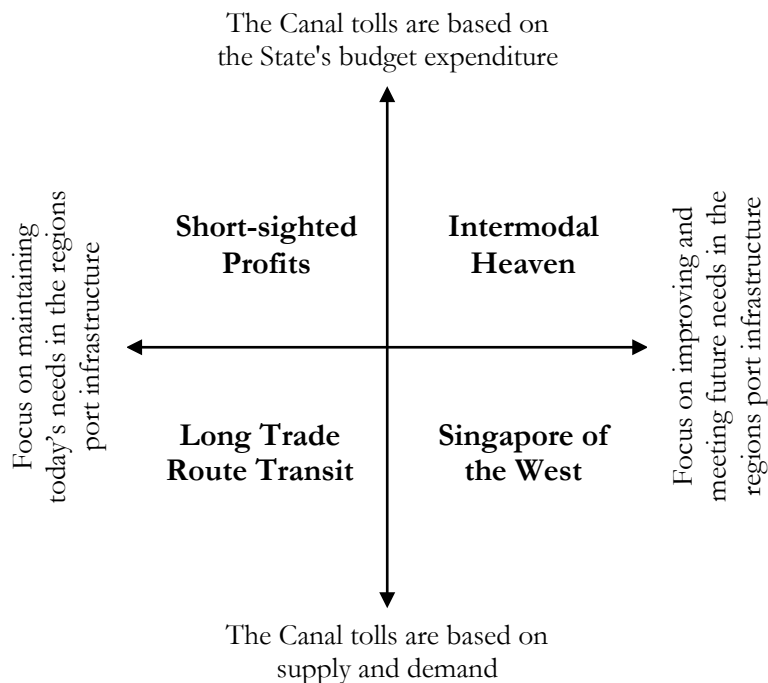 The Canal tolls are based on
the State's budget expenditure
Focus on maintaining
today's needs in the regions
port infrastructure
Short-sighted
Profits
Intermodal
Heaven
Focus on improving and
meeting future needs in the
regions port infrastructure
Long Trade
Route Transit
Singapore of
the West
The Canal tolls are based on
supply and demand